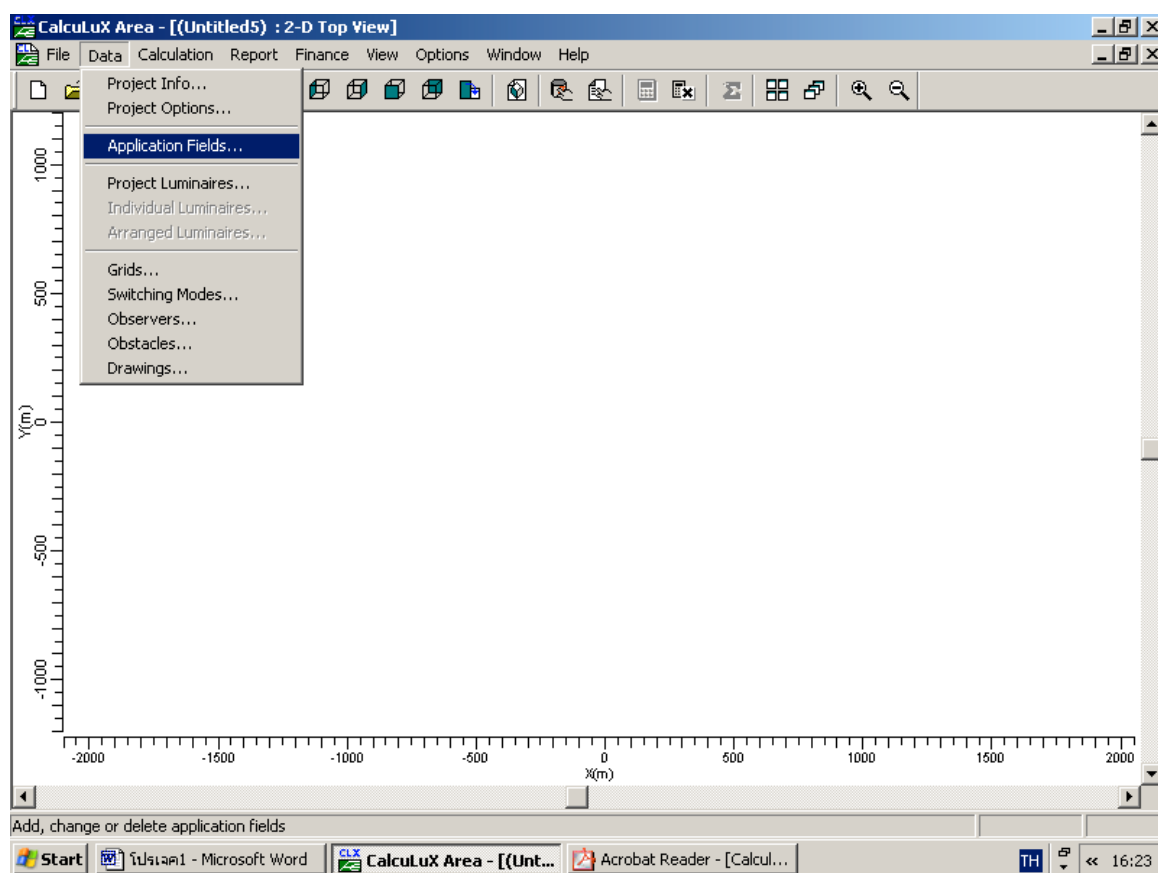 CalcuLuX Area - [(Untitled5) : 2-D Top View]
File Data Calculation Report Finance View Options Window Help
Project Info...
Project Options...
Application Fields...
Project Luminaires...
Individual Luminaires...
Arranged Luminaires...
Grids...
Switching Modes...
Observers...
Obstacles...
Drawings...
1000
500
0
Y(m)
-500
-1000
-2000 -1500 -1000 -500 0 500 1000 1500 2000
X(m)
Add, change or delete application fields
Start โปรเจค1 - Microsoft Word CLX CalcuLuX Area - [(Unt... Acrobat Reader - [Calcul... TH « 16:23